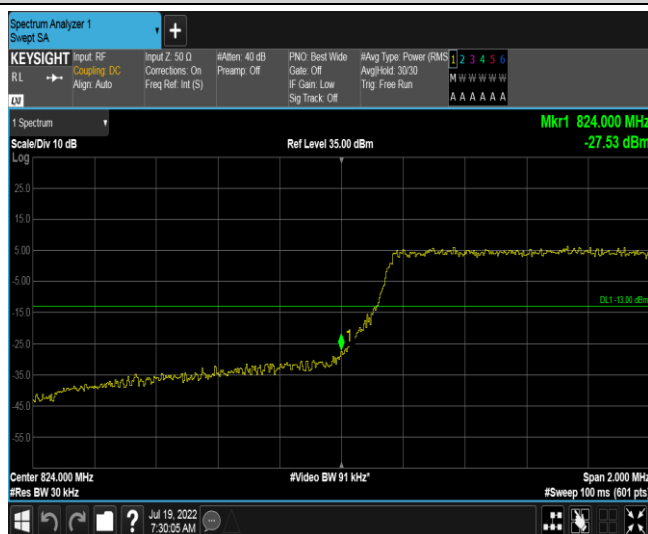 Spectrum Analyzer 1
Swept SA
KEYSIGHT
RL
LXI
Input: RF
Coupling: DC
Align: Auto
Input Z: 50 Ω
Corrections: On
Freq Ref: Int (S)
#Atten: 40 dB
Preamp: Off
PNO: Best Wide
Gate: Off
IF Gain: Low
Sig Track: Off
#Avg Type: Power (RMS
Avg|Hold: 30/30
Trig: Free Run
1 2 3 4 5 6
M W W W W W
A A A A A A
1 Spectrum
Mkr1 824.000 MHz
Scale/Div 10 dB
Ref Level 35.00 dBm
-27.53 dBm
Log
25.0
15.0
5.00
-5.00
DL1 -13.00 dBm
-15.0
1
-25.0
-35.0
-45.0
-55.0
Center 824.000 MHz
#Video BW 91 kHz*
Span 2.000 MHz
#Res BW 30 kHz
#Sweep 100 ms (601 pts)
?
Jul 19, 2022
7:30:05 AM